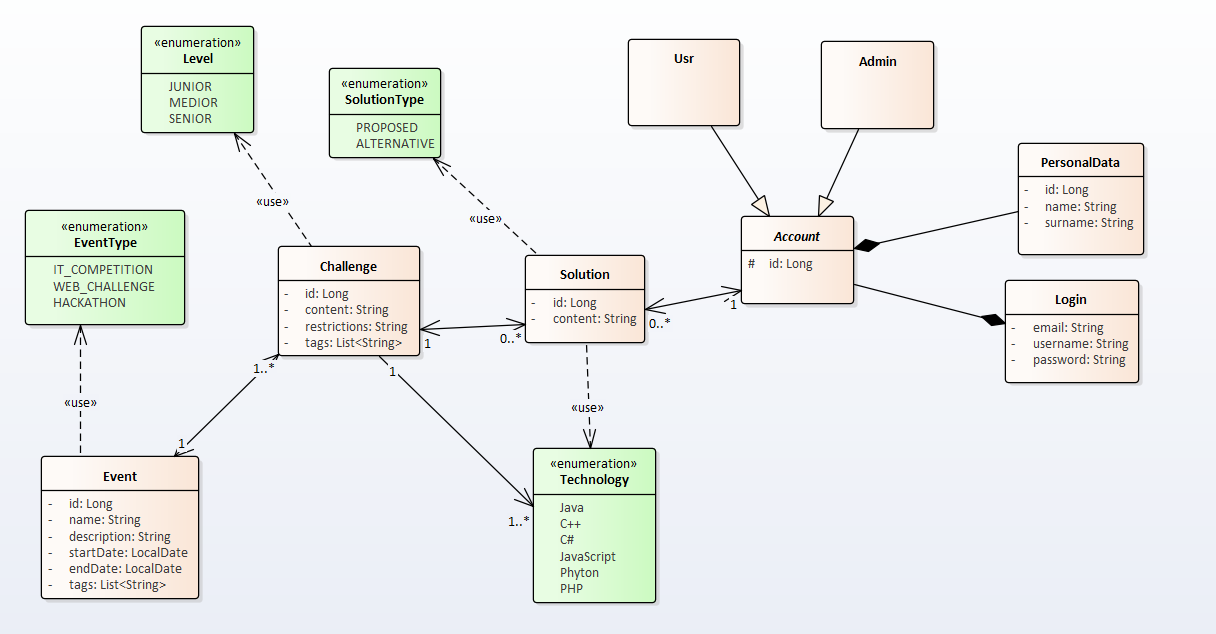 «enumeration»
Level
JUNIOR
MEDIOR
SENIOR
«enumeration»
SolutionType
PROPOSED
ALTERNATIVE
Usr
Admin
PersonalData
- id: Long
- name: String
- surname: String
«use»
«use»
«enumeration»
EventType
IT_COMPETITION
WEB_CHALLENGE
HACKATHON
Challenge
- id: Long
- content: String
- restrictions: String
- tags: List<String>
Solution
- id: Long
- content: String
Account
# id: Long
Login
- email: String
- username: String
- password: String
1
0..*
0..*
1
1..*
1
1
1..*
«use»
«use»
Event
- id: Long
- name: String
- description: String
- startDate: LocalDate
- endDate: LocalDate
- tags: List<String>
«enumeration»
Technology
Java
C++
C#
JavaScript
Phyton
PHP